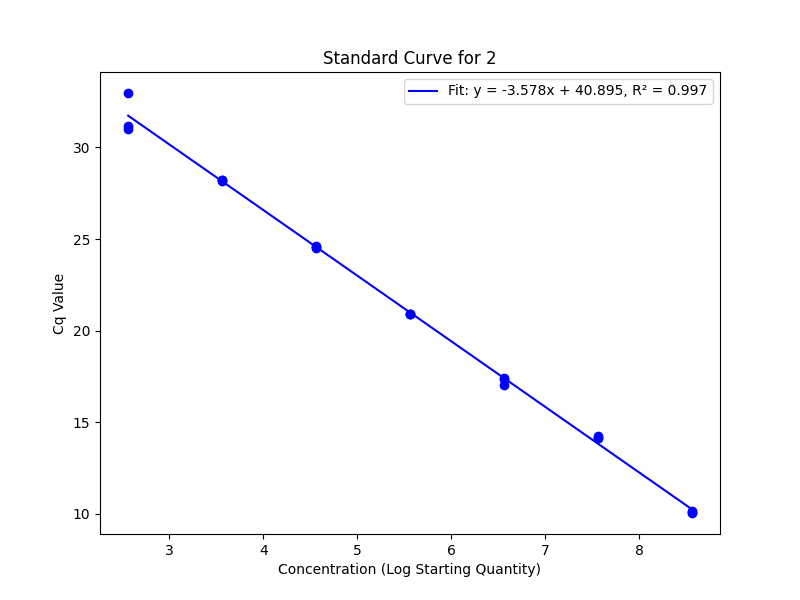 Standard Curve for 2
Fit: y = -3.578x + 40.895, R² = 0.997
Cq Value
30
25
20
15
10
3 4 5 6 7 8
Concentration (Log Starting Quantity)